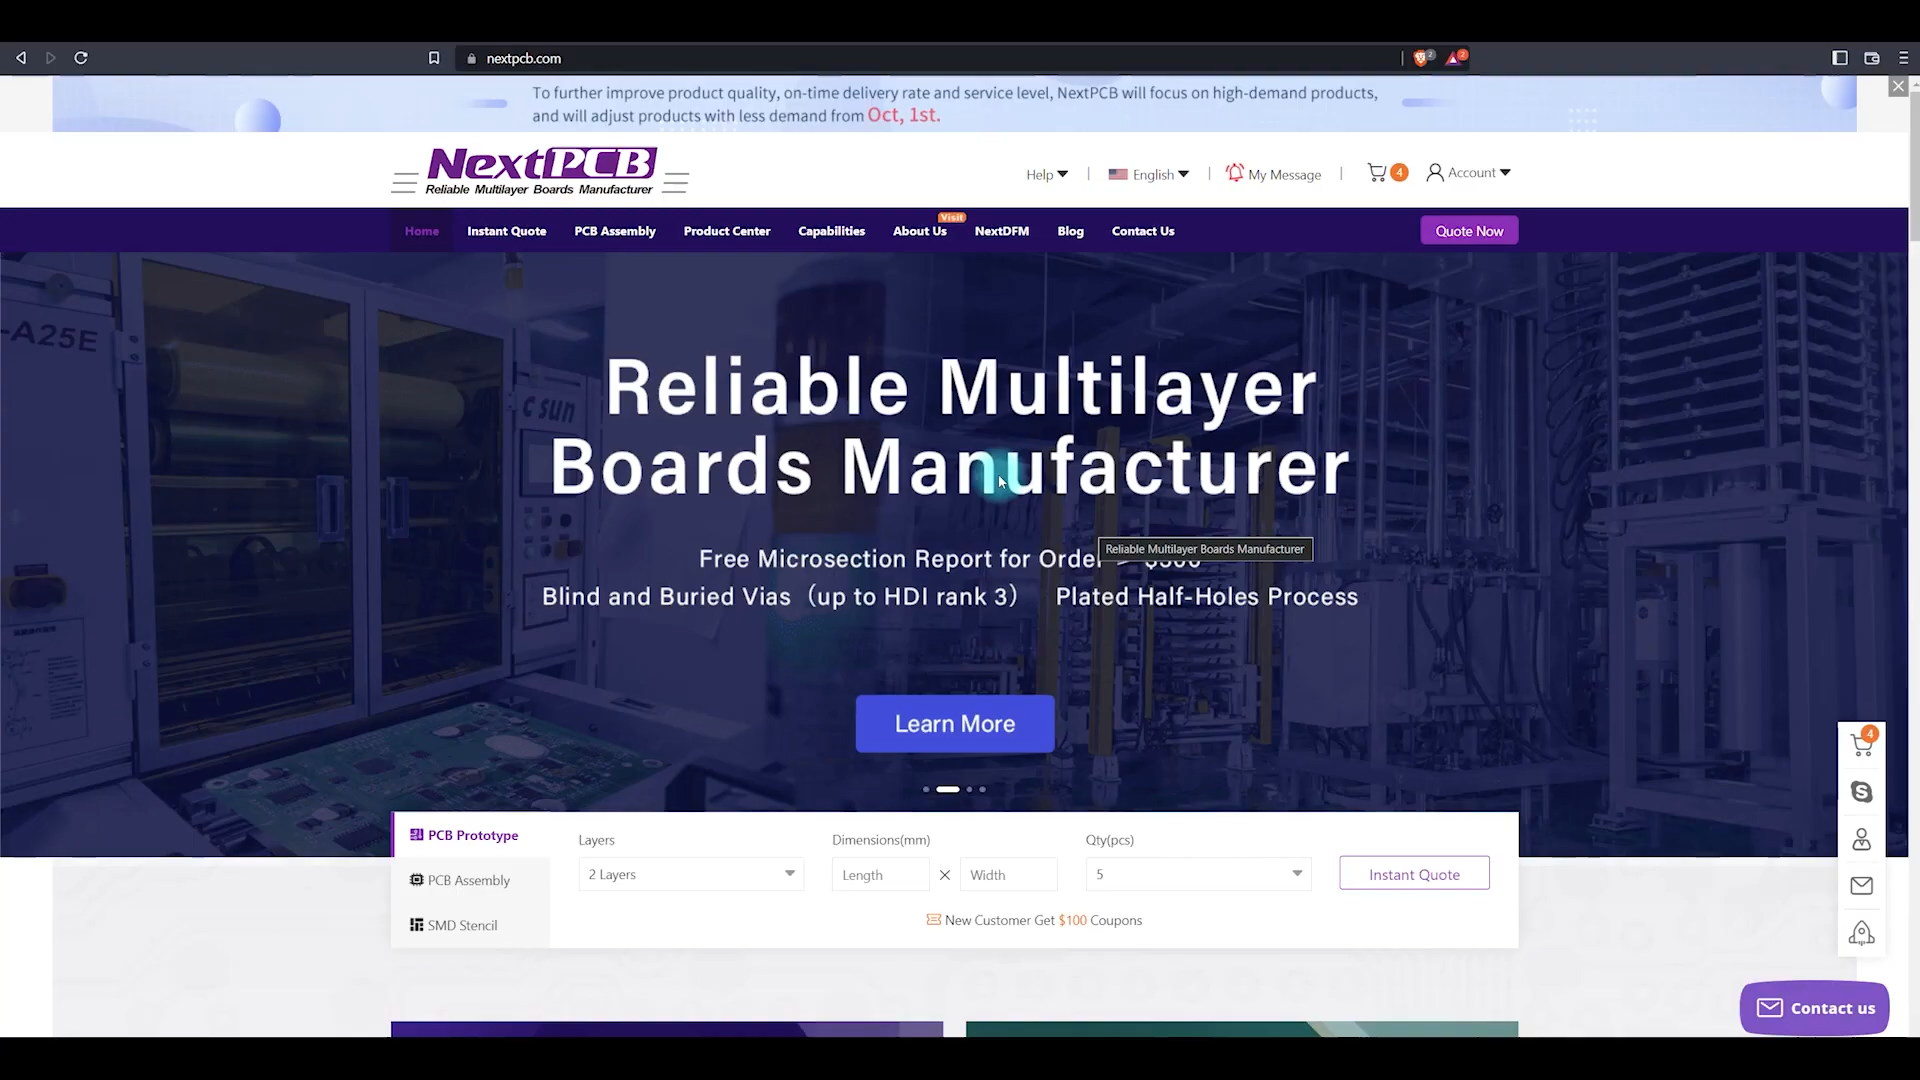 nextpcb.com
2
2
To further improve product quality, on-time delivery rate and service level, NextPCB will focus on high-demand products,
and will adjust products with less demand from Oct, 1st.
NextPCB
Reliable Multilayer Boards Manufacturer
Help
English
My Message
4
Account
Visit
Home
Instant Quote
PCB Assembly
Product Center
Capabilities
About Us
NextDFM
Blog
Contact Us
Quote Now
-A25E
c sun
Reliable Multilayer
Boards Manufacturer
Free Microsection Report for Order
Reliable Multilayer Boards Manufacturer
Blind and Buried Vias (up to HDI rank 3) Plated Half-Holes Process
Learn More
4
PCB Prototype
Layers
Dimensions(mm)
Qty(pcs)
2 Layers
Length
Width
5
Instant Quote
PCB Assembly
New Customer Get $100 Coupons
SMD Stencil
Contact us